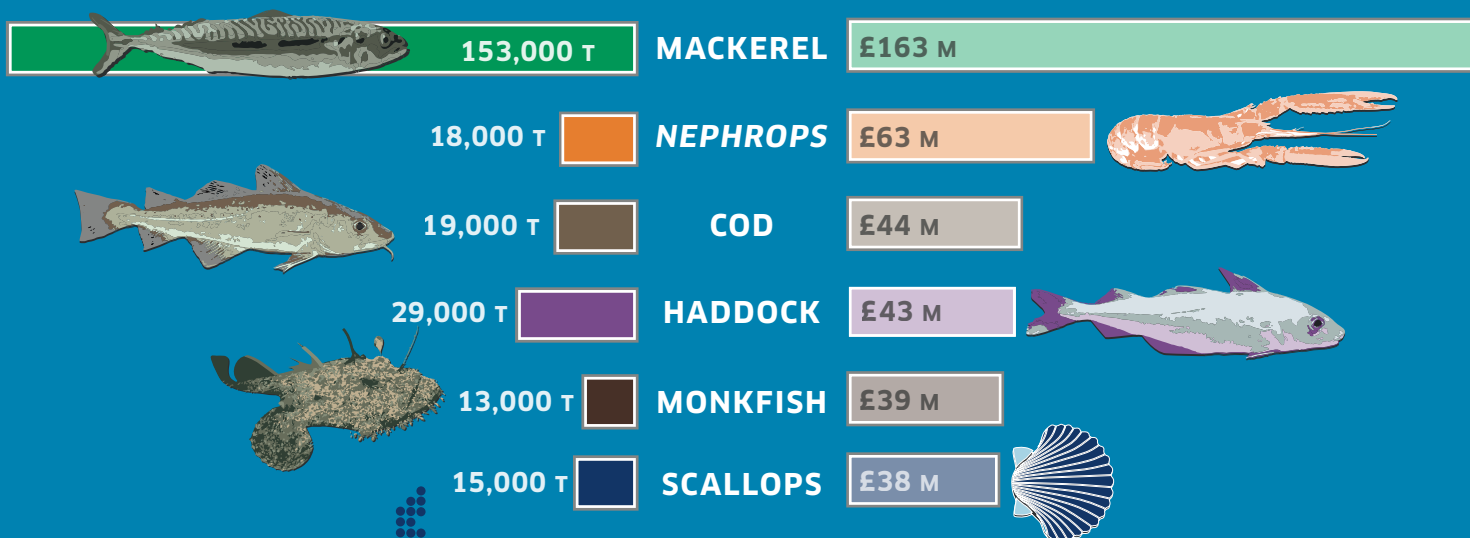 153,000 T MACKEREL £163 M
18,000 T NEPHROPS £63 M
19,000 T COD £44 M
29,000 T HADDOCK £43 M
13,000 T MONKFISH £39 M
15,000 T SCALLOPS £38 M